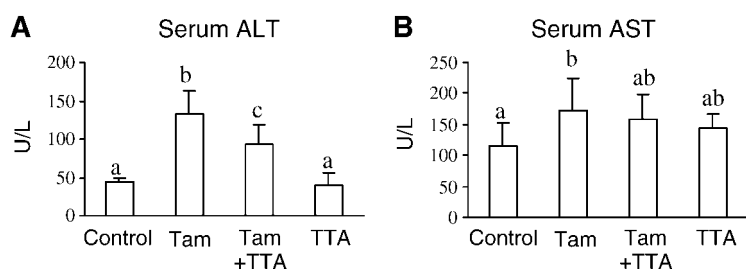 A Serum ALT
U/L
200
150
100
50
0
a
b
c
a
Control Tam Tam +TTA TTA
B Serum AST
U/L
250
200
150
100
50
0
a
b
ab
ab
Control Tam Tam +TTA TTA